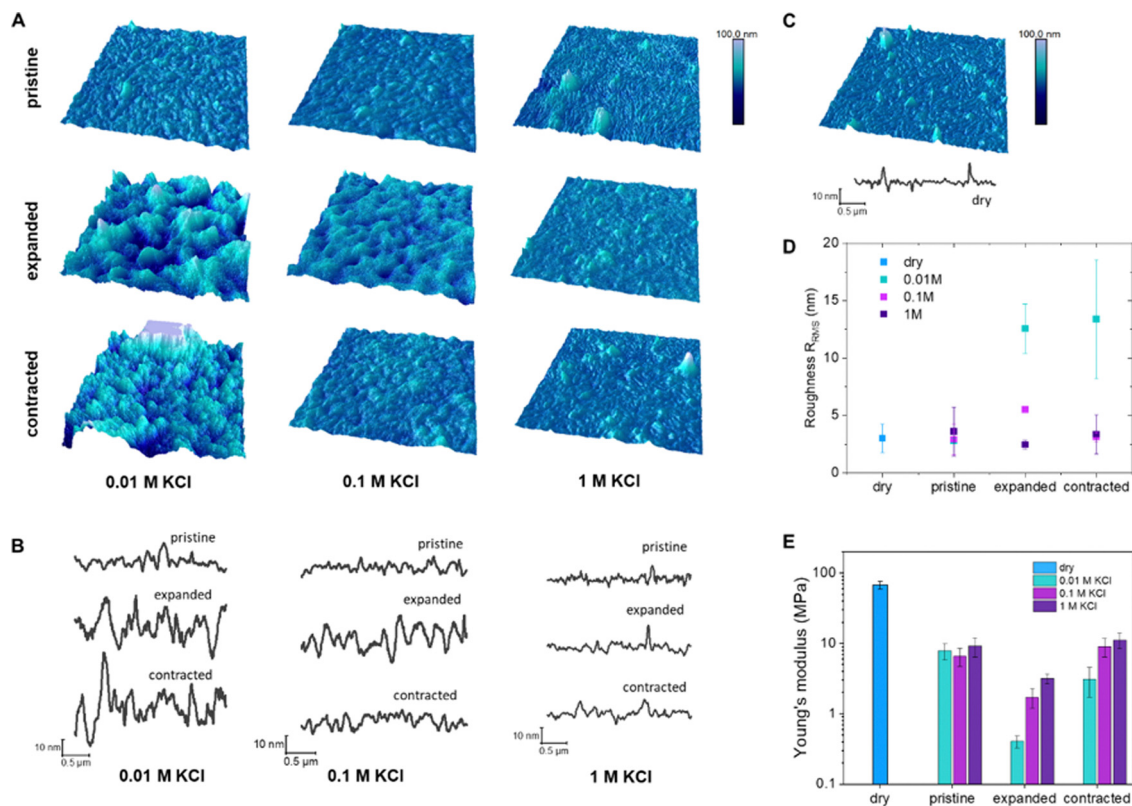 A
pristine
expanded
contracted
100.0 nm
0.01 M KCl
0.1 M KCl
1 M KCl
B
pristine
expanded
contracted
10 nm
0.5 µm
0.01 M KCl
pristine
expanded
contracted
10 nm
0.5 µm
0.1 M KCl
pristine
expanded
contracted
10 nm
0.5 µm
1 M KCl
C
100.0 nm
10 nm
0.5 µm
dry
D
20
15
10
5
0
Roughness R_RMS (nm)
dry
0.01M
0.1M
1M
dry pristine expanded contracted
E
100
10
1
0.1
Young's modulus (MPa)
dry
0.01 M KCl
0.1 M KCl
1 M KCl
dry pristine expanded contracted